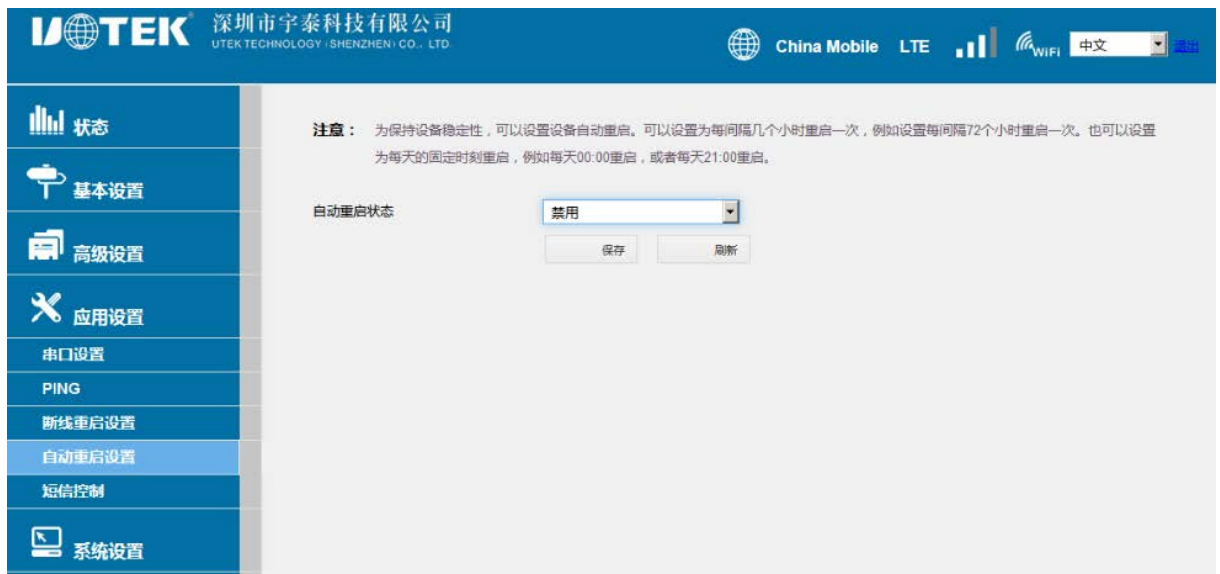 UOTEK
深圳市宇泰科技有限公司
UTEK TECHNOLOGY (SHENZHEN) CO., LTD.
China Mobile LTE WiFi 中文 退出
状态
注意： 为保持设备稳定性，可以设置设备自动重启。可以设置为每间隔几个小时重启一次，例如设置每间隔72个小时重启一次。也可以设置
为每天的固定时刻重启，例如每天00:00重启，或者每天21:00重启。
基本设置
自动重启状态 禁用
保存 刷新
高级设置
应用设置
串口设置
PING
断线重启设置
自动重启设置
短信控制
系统设置